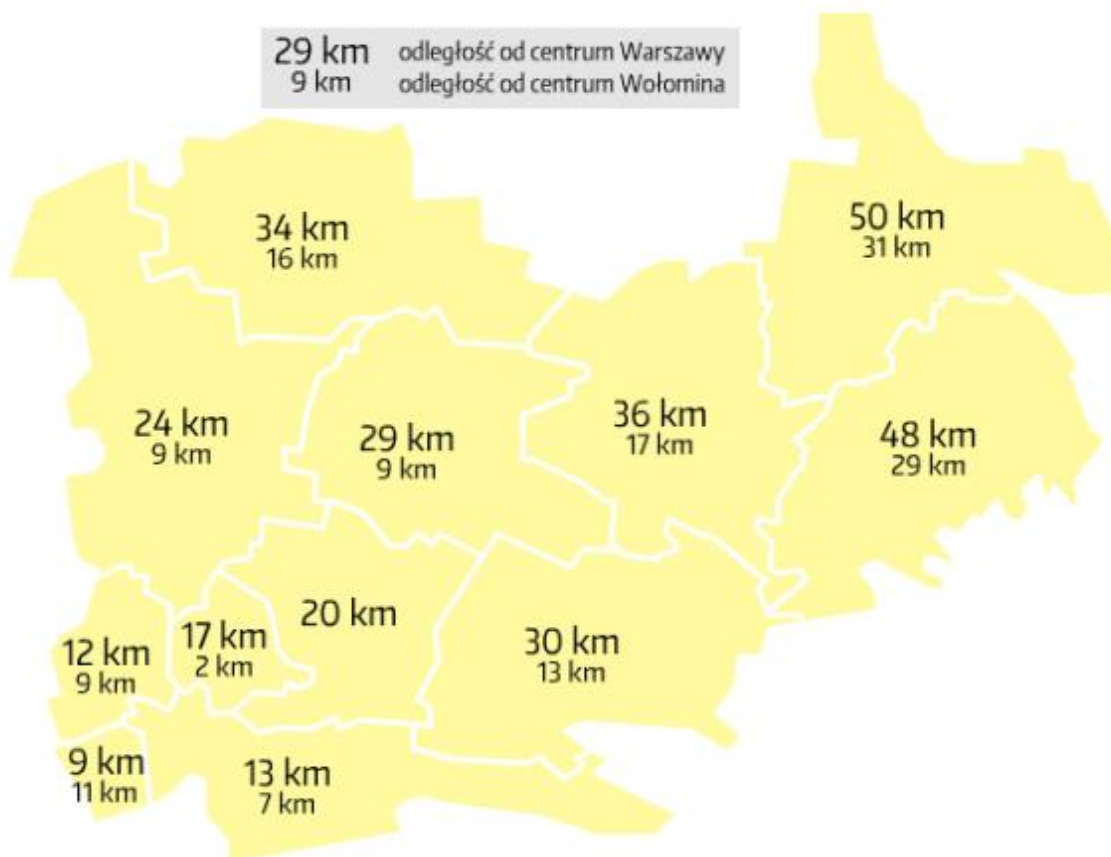 29 km odległość od centrum Warszawy
9 km odległość od centrum Wołomina
34 km
16 km
50 km
31 km
24 km
9 km
29 km
9 km
36 km
17 km
48 km
29 km
12 km
9 km
17 km
2 km
20 km
30 km
13 km
9 km
11 km
13 km
7 km